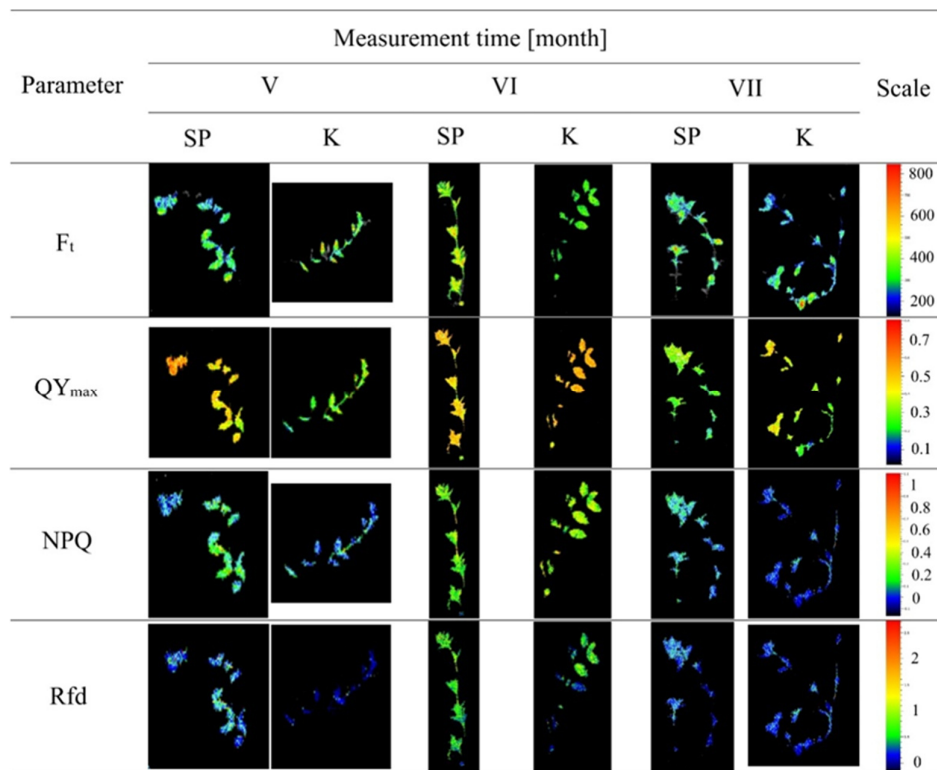 Measurement time [month]
Parameter V VI VII Scale
SP K SP K SP K
Fₜ
800
600
400
200
QYₘₐₓ
0.7
0.5
0.3
0.1
NPQ
1
0.8
0.6
0.4
0.2
0
Rfd
2
1
0